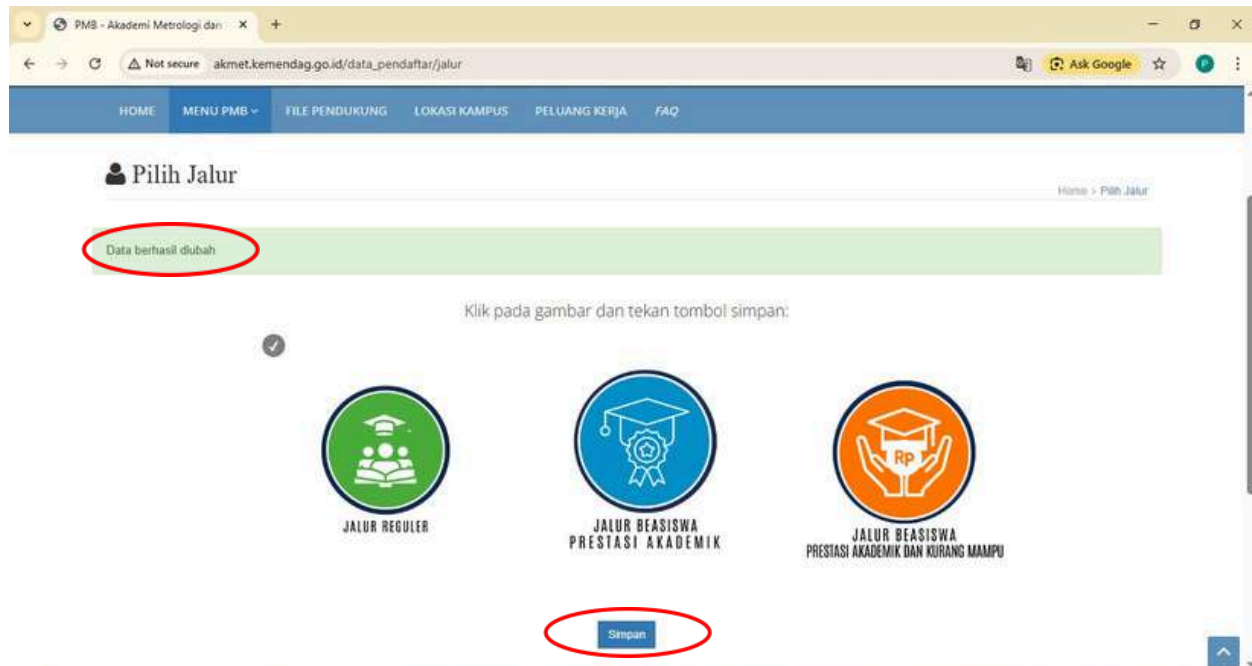 PMB - Akademi Metrologi dan
Not secure akmet.kemendag.go.id/data_pendaftar/jalur
Ask Google
P
HOME MENU PMB FILE PENDUKUNG LOKASI KAMPUS PELUANG KERJA FAQ
Pilih Jalur
Home > Pilih Jalur
Data berhasil diubah
Klik pada gambar dan tekan tombol simpan:
Rp
JALUR REGULER
JALUR BEASISWA
PRESTASI AKADEMIK
JALUR BEASISWA
PRESTASI AKADEMIK DAN KURANG MAMPU
Simpan